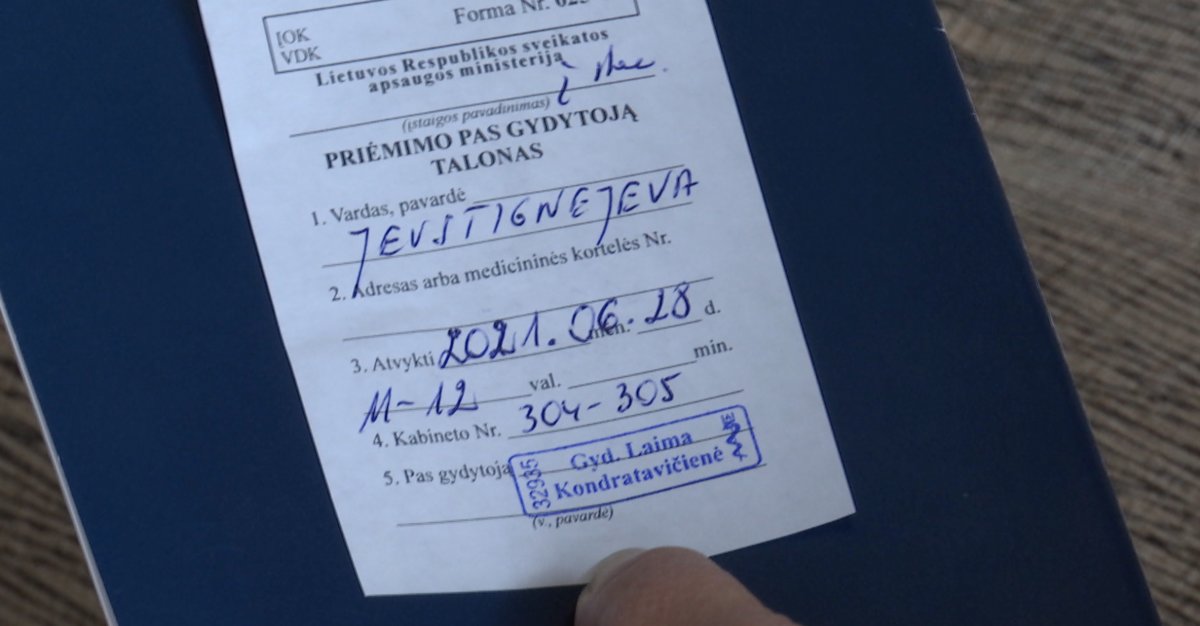 Forma Nr. 025
ĮOK
VDK
Lietuvos Respublikos sveikatos
apsaugos ministerija
(įstaigos pavadinimas)
PRIĖMIMO PAS GYDYTOJĄ
TALONAS
1. Vardas, pavardė
JEVSTIGNEJEVA
2. Adresas arba medicininės kortelės Nr.
3. Atvykti 2021. 06. mėn. 28 d.
11-12 val. min.
4. Kabineto Nr. 304-305
5. Pas gydytoją Gyd. Laima
Kondratavičienė
(v., pavardė)